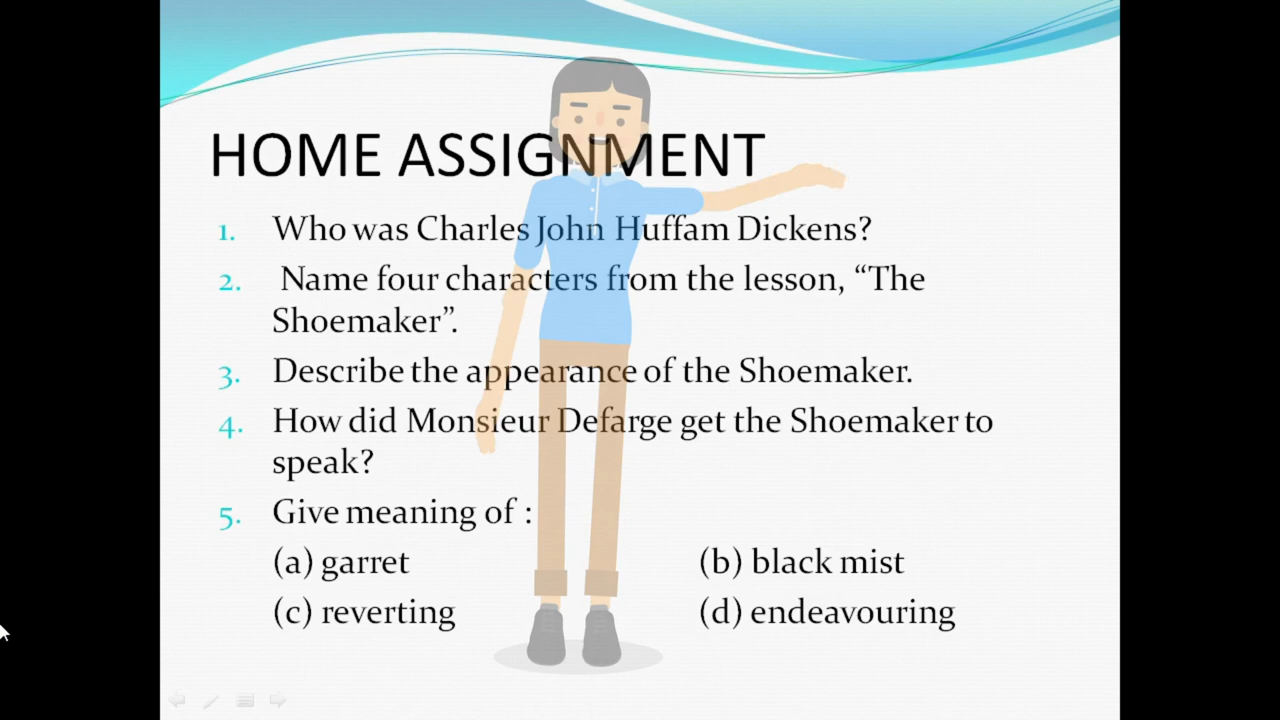 HOME ASSIGNMENT
1. Who was Charles John Huffam Dickens?
2. Name four characters from the lesson, “The
Shoemaker”.
3. Describe the appearance of the Shoemaker.
4. How did Monsieur Defarge get the Shoemaker to
speak?
5. Give meaning of :
(a) garret (b) black mist
(c) reverting (d) endeavouring